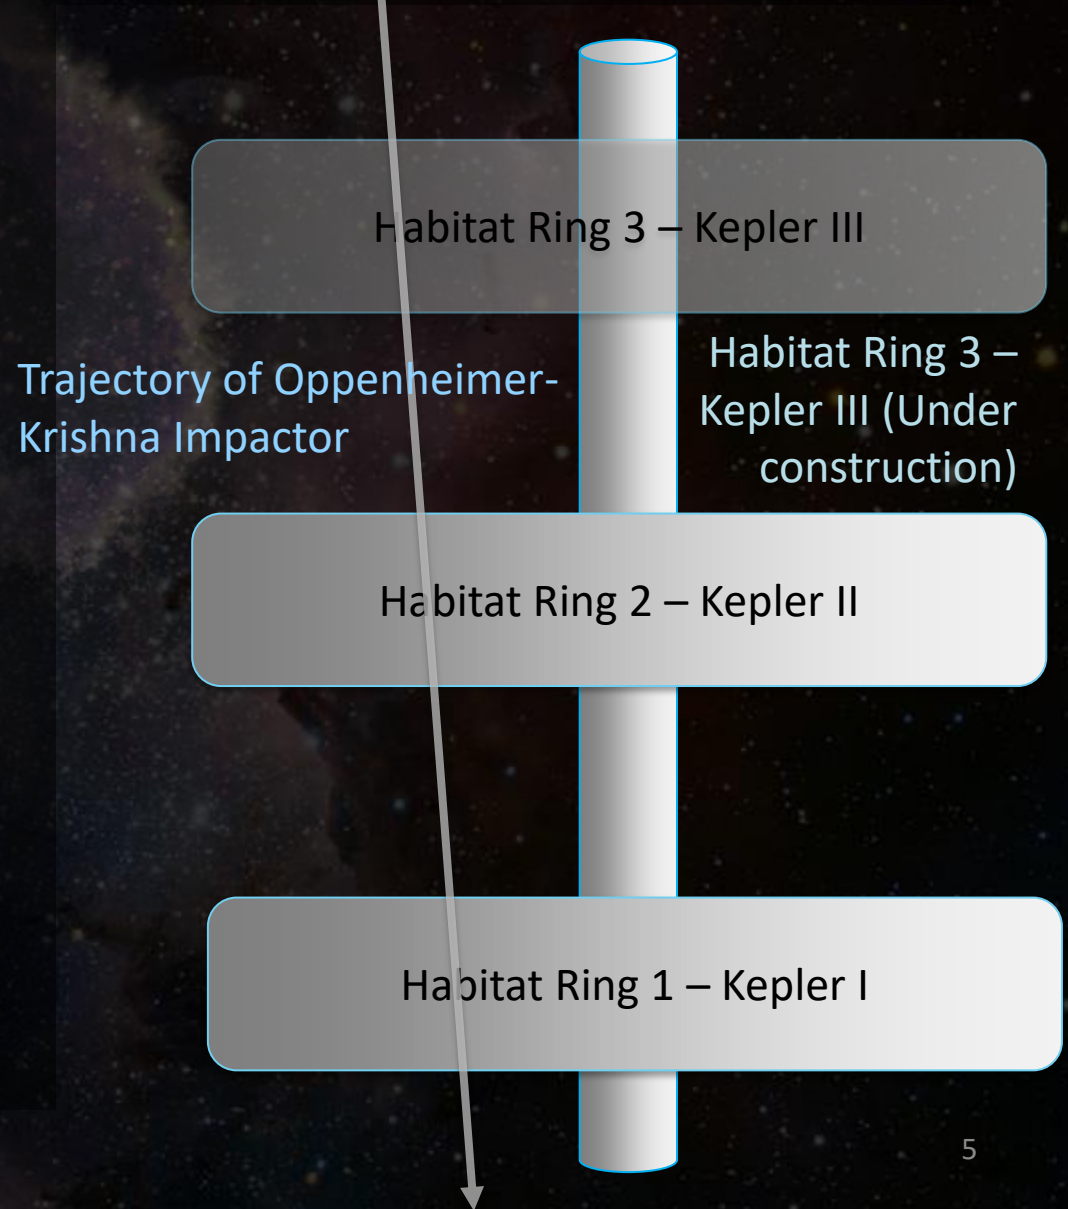 Habitat Ring 3 – Kepler III
Trajectory of Oppenheimer-
Krishna Impactor
Habitat Ring 3 –
Kepler III (Under
construction)
Habitat Ring 2 – Kepler II
Habitat Ring 1 – Kepler I
5